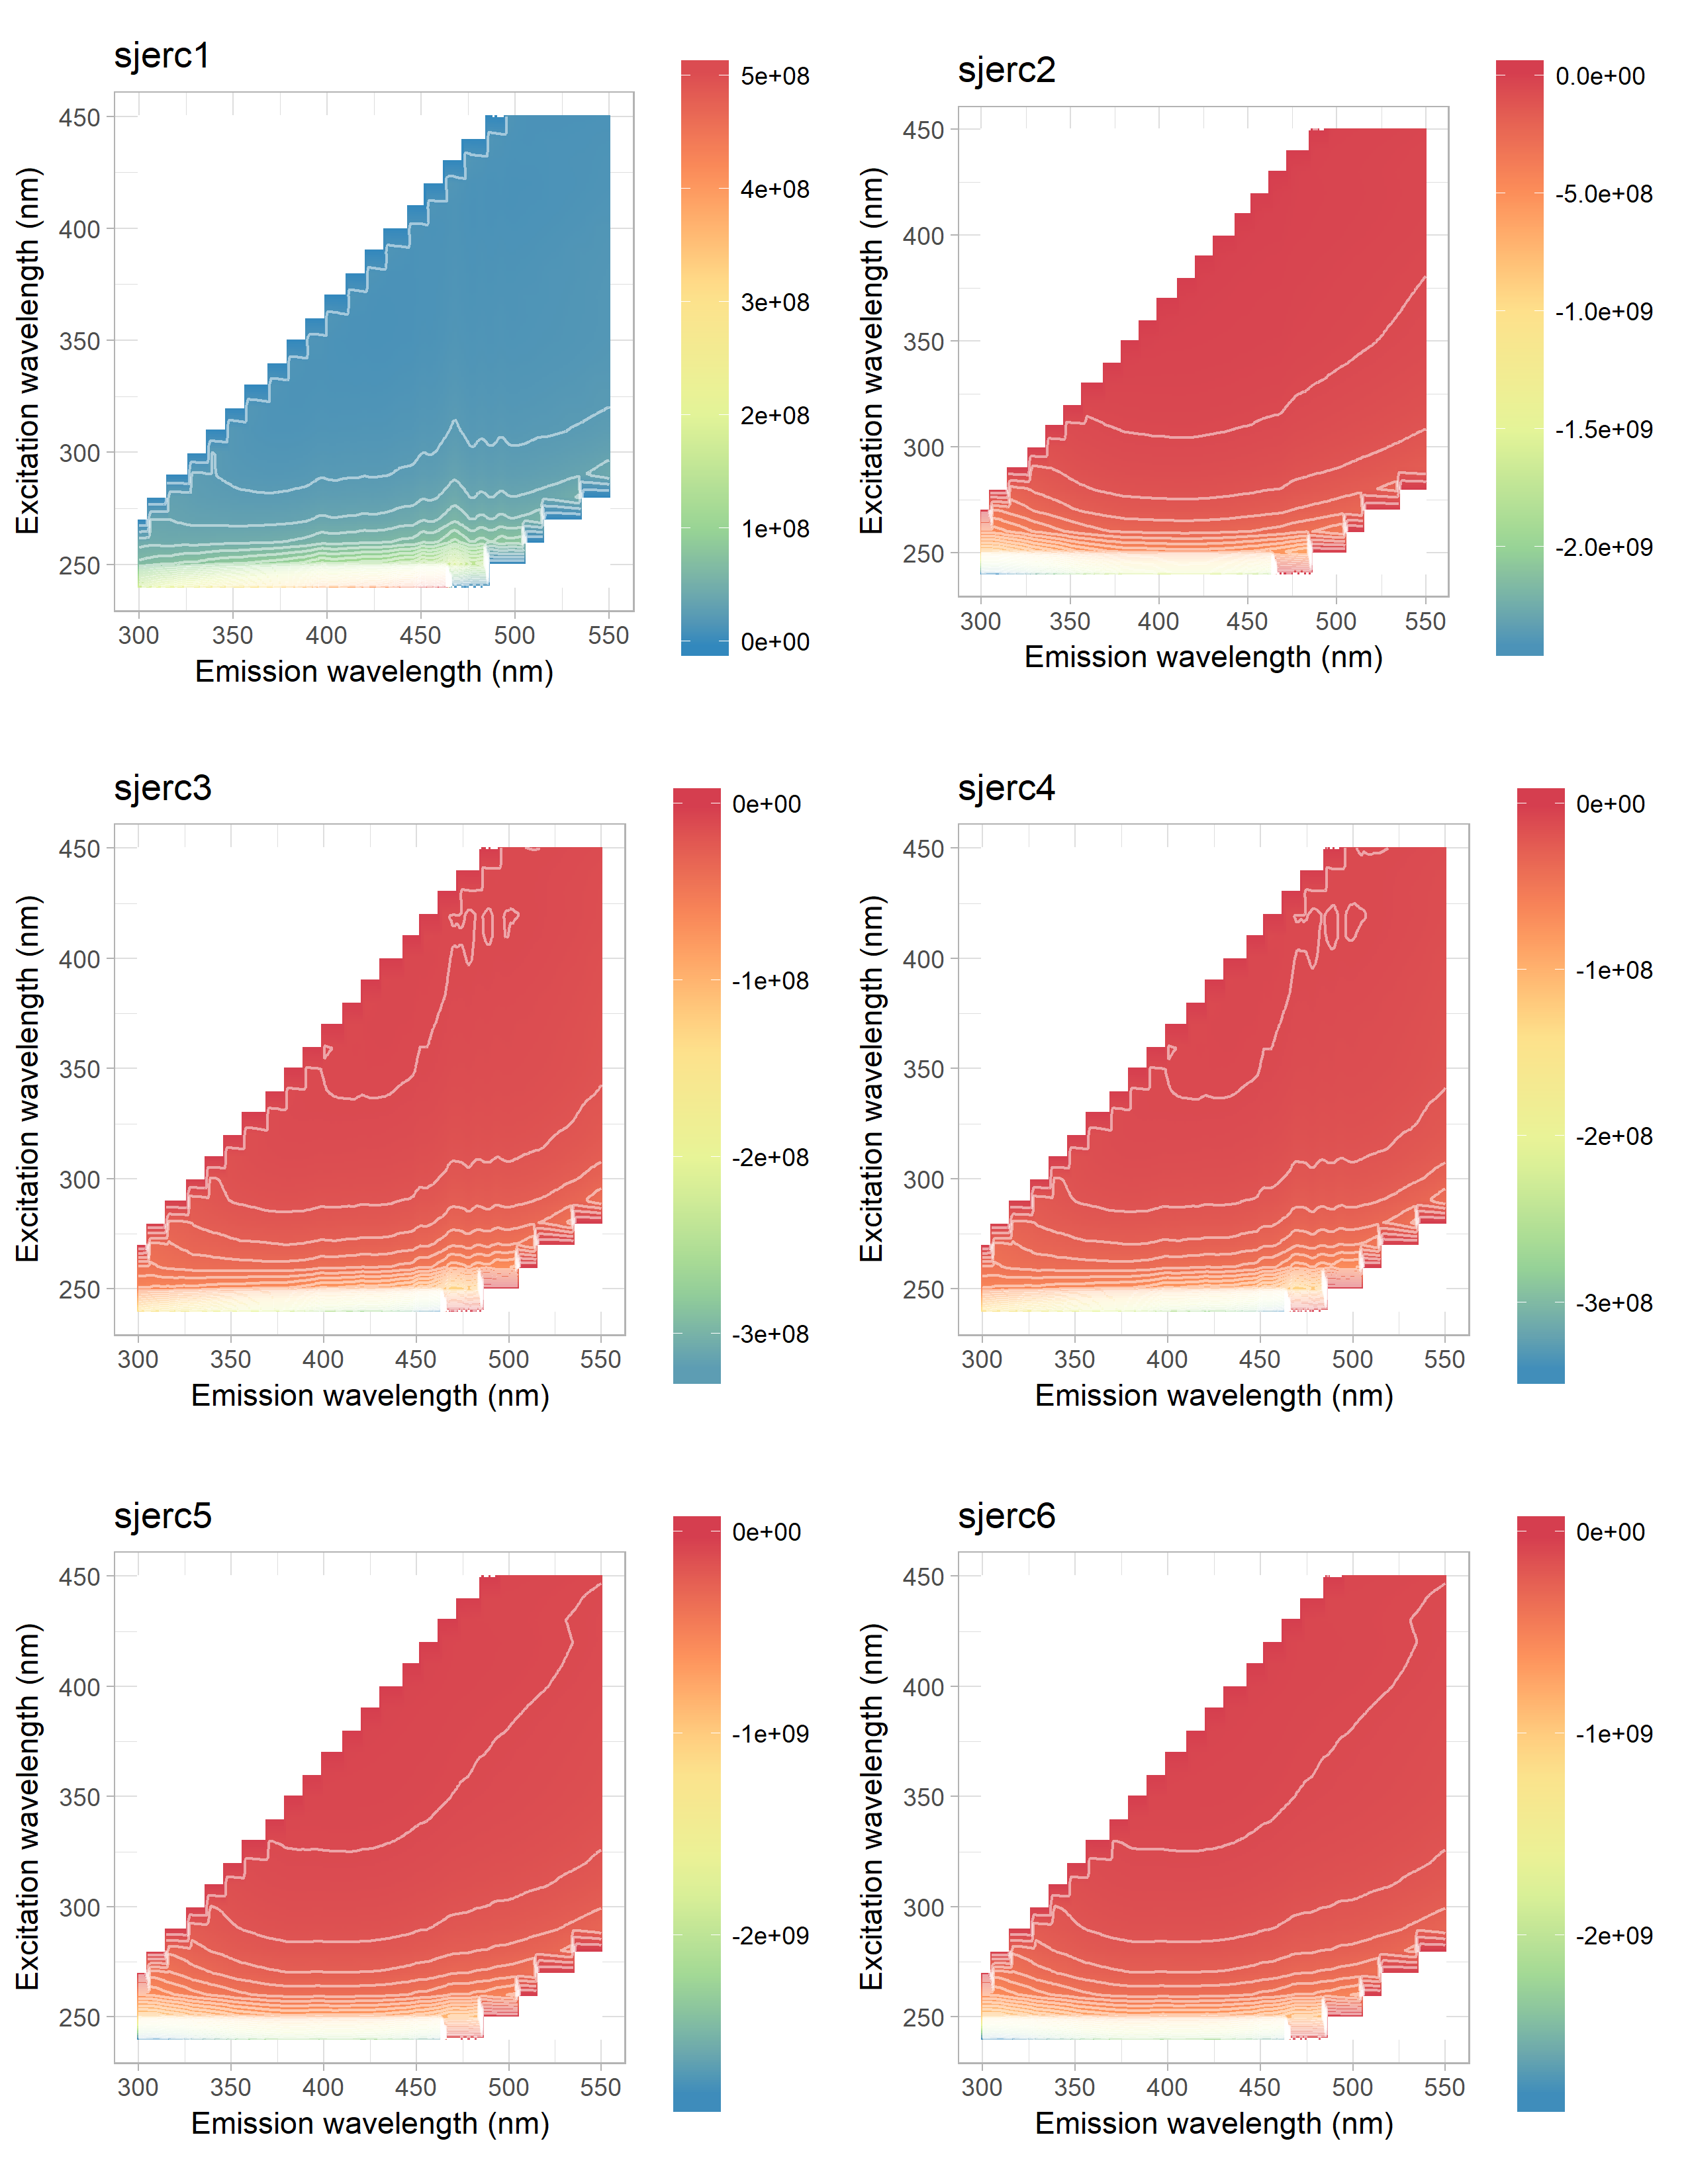 sjerc1
450
400
350
300
250
300 350 400 450 500 550
Emission wavelength (nm)
Excitation wavelength (nm)
5e+08
4e+08
3e+08
2e+08
1e+08
0e+00
sjerc2
450
400
350
300
250
300 350 400 450 500 550
Emission wavelength (nm)
Excitation wavelength (nm)
0.0e+00
-5.0e+08
-1.0e+09
-1.5e+09
-2.0e+09
sjerc3
450
400
350
300
250
300 350 400 450 500 550
Emission wavelength (nm)
Excitation wavelength (nm)
0e+00
-1e+08
-2e+08
-3e+08
sjerc4
450
400
350
300
250
300 350 400 450 500 550
Emission wavelength (nm)
Excitation wavelength (nm)
0e+00
-1e+08
-2e+08
-3e+08
sjerc5
450
400
350
300
250
300 350 400 450 500 550
Emission wavelength (nm)
Excitation wavelength (nm)
0e+00
-1e+09
-2e+09
sjerc6
450
400
350
300
250
300 350 400 450 500 550
Emission wavelength (nm)
Excitation wavelength (nm)
0e+00
-1e+09
-2e+09